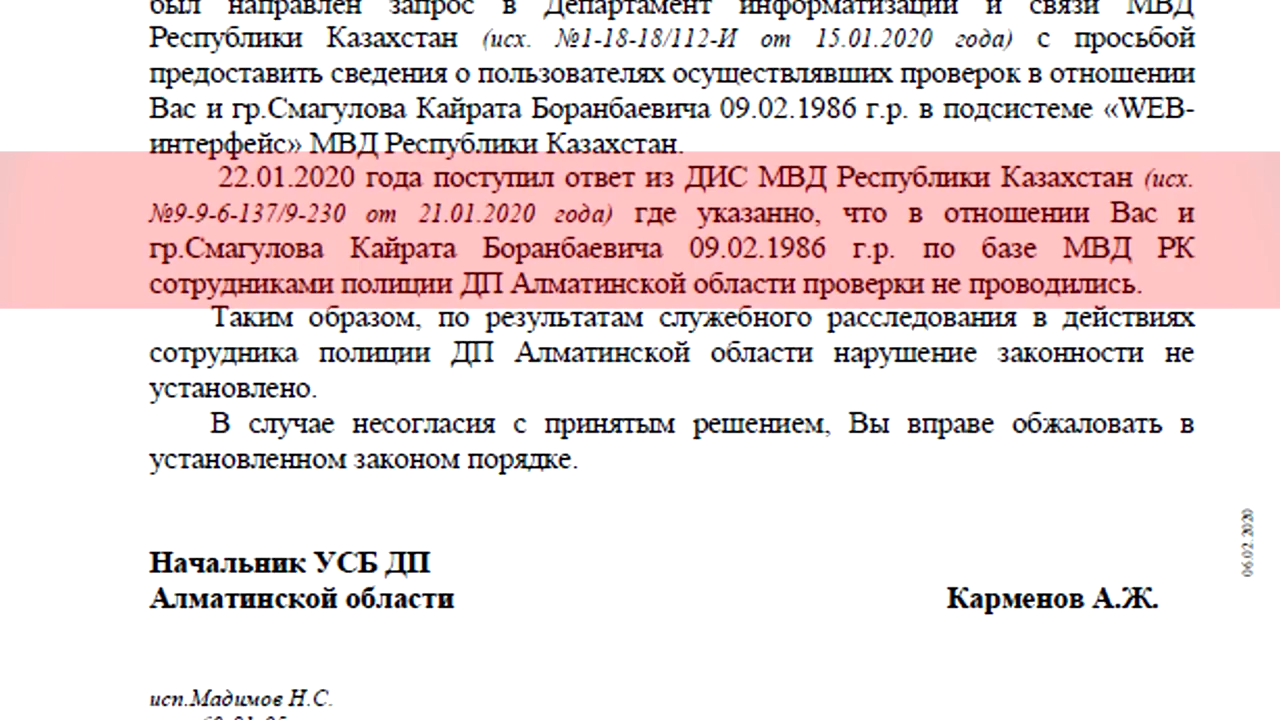 был направлен запрос в Департамент информатизации и связи МВД
Республики Казахстан (исх. №1-18-18/112-И от 15.01.2020 года) с просьбой
предоставить сведения о пользователях осуществлявших проверок в отношении
Вас и гр.Смагулова Кайрата Боранбаевича 09.02.1986 г.р. в подсистеме «WEB-
интерфейс» МВД Республики Казахстан.
22.01.2020 года поступил ответ из ДИС МВД Республики Казахстан (исх.
№9-9-6-137/9-230 от 21.01.2020 года) где указанно, что в отношении Вас и
гр.Смагулова Кайрата Боранбаевича 09.02.1986 г.р. по базе МВД РК
сотрудниками полиции ДП Алматинской области проверки не проводились.
Таким образом, по результатам служебного расследования в действиях
сотрудника полиции ДП Алматинской области нарушение законности не
установлено.
В случае несогласия с принятым решением, Вы вправе обжаловать в
установленном законом порядке.
06.02.2020
Начальник УСБ ДП
Алматинской области Карменов А.Ж.
исп.Мадимов Н.С.